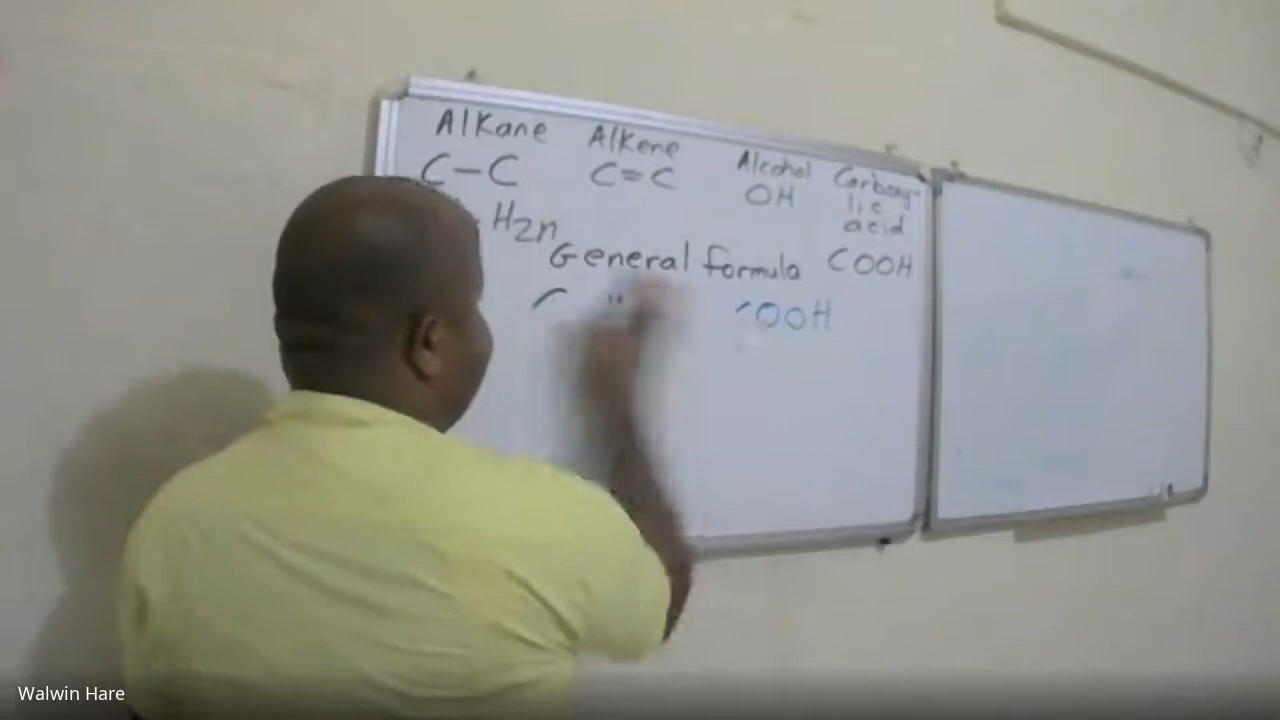 Alkane Alkene Alcohol Carboxy-
lic
acid
C-C C=C OH COOH
H2n
General formula
COOH
Walwin Hare